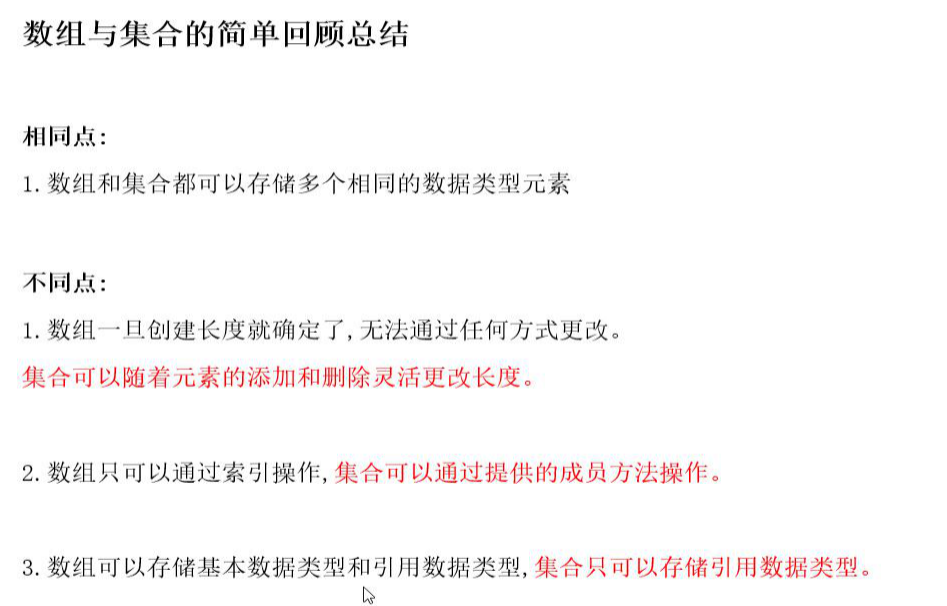 数组与集合的简单回顾总结
相同点:
1.数组和集合都可以存储多个相同的数据类型元素
不同点:
1.数组一旦创建长度就确定了,无法通过任何方式更改。
集合可以随着元素的添加和删除灵活更改长度。
2.数组只可以通过索引操作,集合可以通过提供的成员方法操作。
3.数组可以存储基本数据类型和引用数据类型,集合只可以存储引用数据类型。